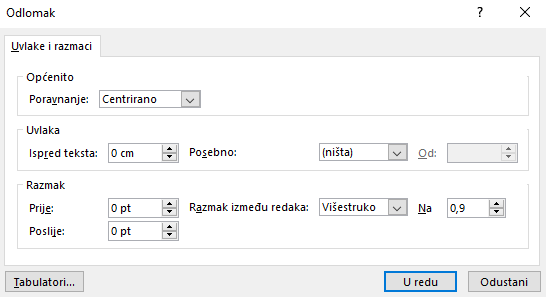 Odlomak ?
Uvlake i razmaci
Općenito
Poravnanje: Centrirano
Uvlaka
Ispred teksta: 0 cm Posebno: (ništa) Od:
Razmak
Prije: 0 pt Razmak između redaka: Višestruko Na 0,9
Poslije: 0 pt
Tabulatori... U redu Odustani